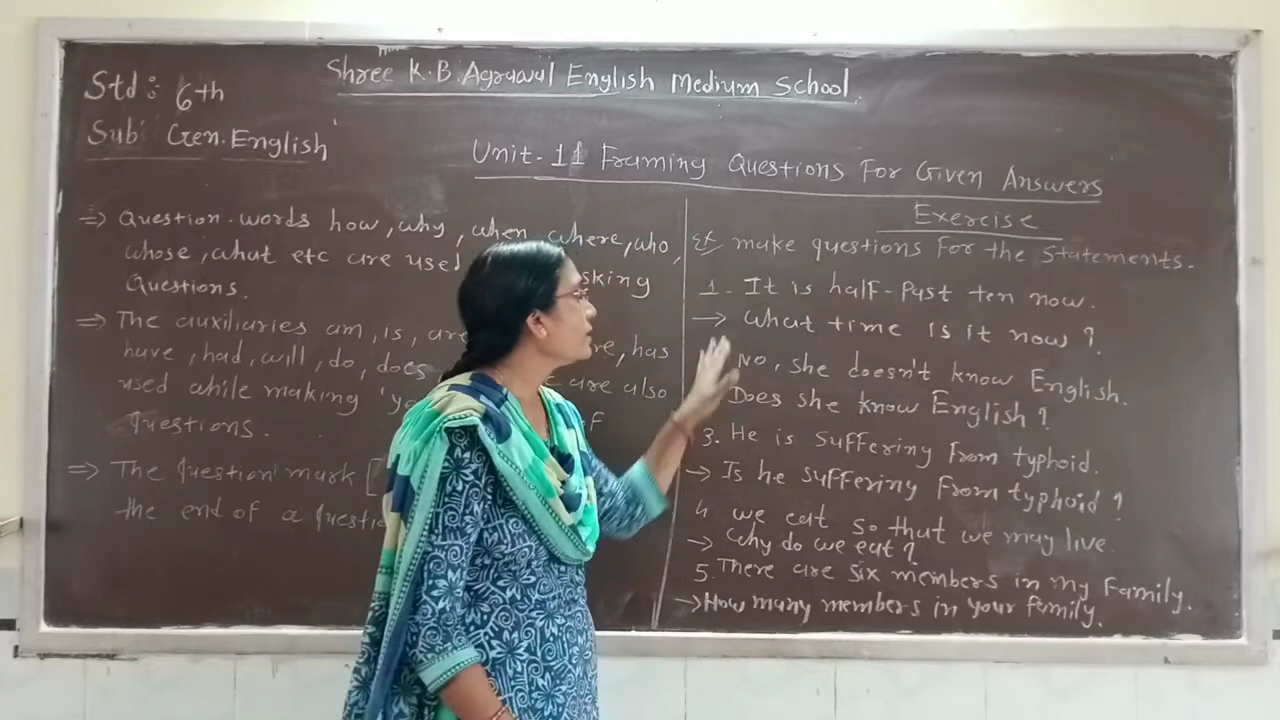 Shree K.B. Agrawal English Medium School.
Std : 6th
Sub: Gen. English
Unit-11 Framing Questions For Given Answers
⇒ Question-words how, why, when, where, who,
whose, what etc are used asking
Questions.
⇒ The auxiliaries am, is, are has
have, had, will, do, does are also
used while making
Questions.
⇒ The question mark [
the end of a
Exercise
Ex make questions for the statements.
1. It is half-past ten now.
→ What time is it now?
No, she doesn't know English.
Does she know English?
3. He is suffering from typhoid.
→ Is he suffering from typhoid?
4. we eat so that we may live.
→ Why do we eat?
5. There are six members in my family.
→ How many members in your family.